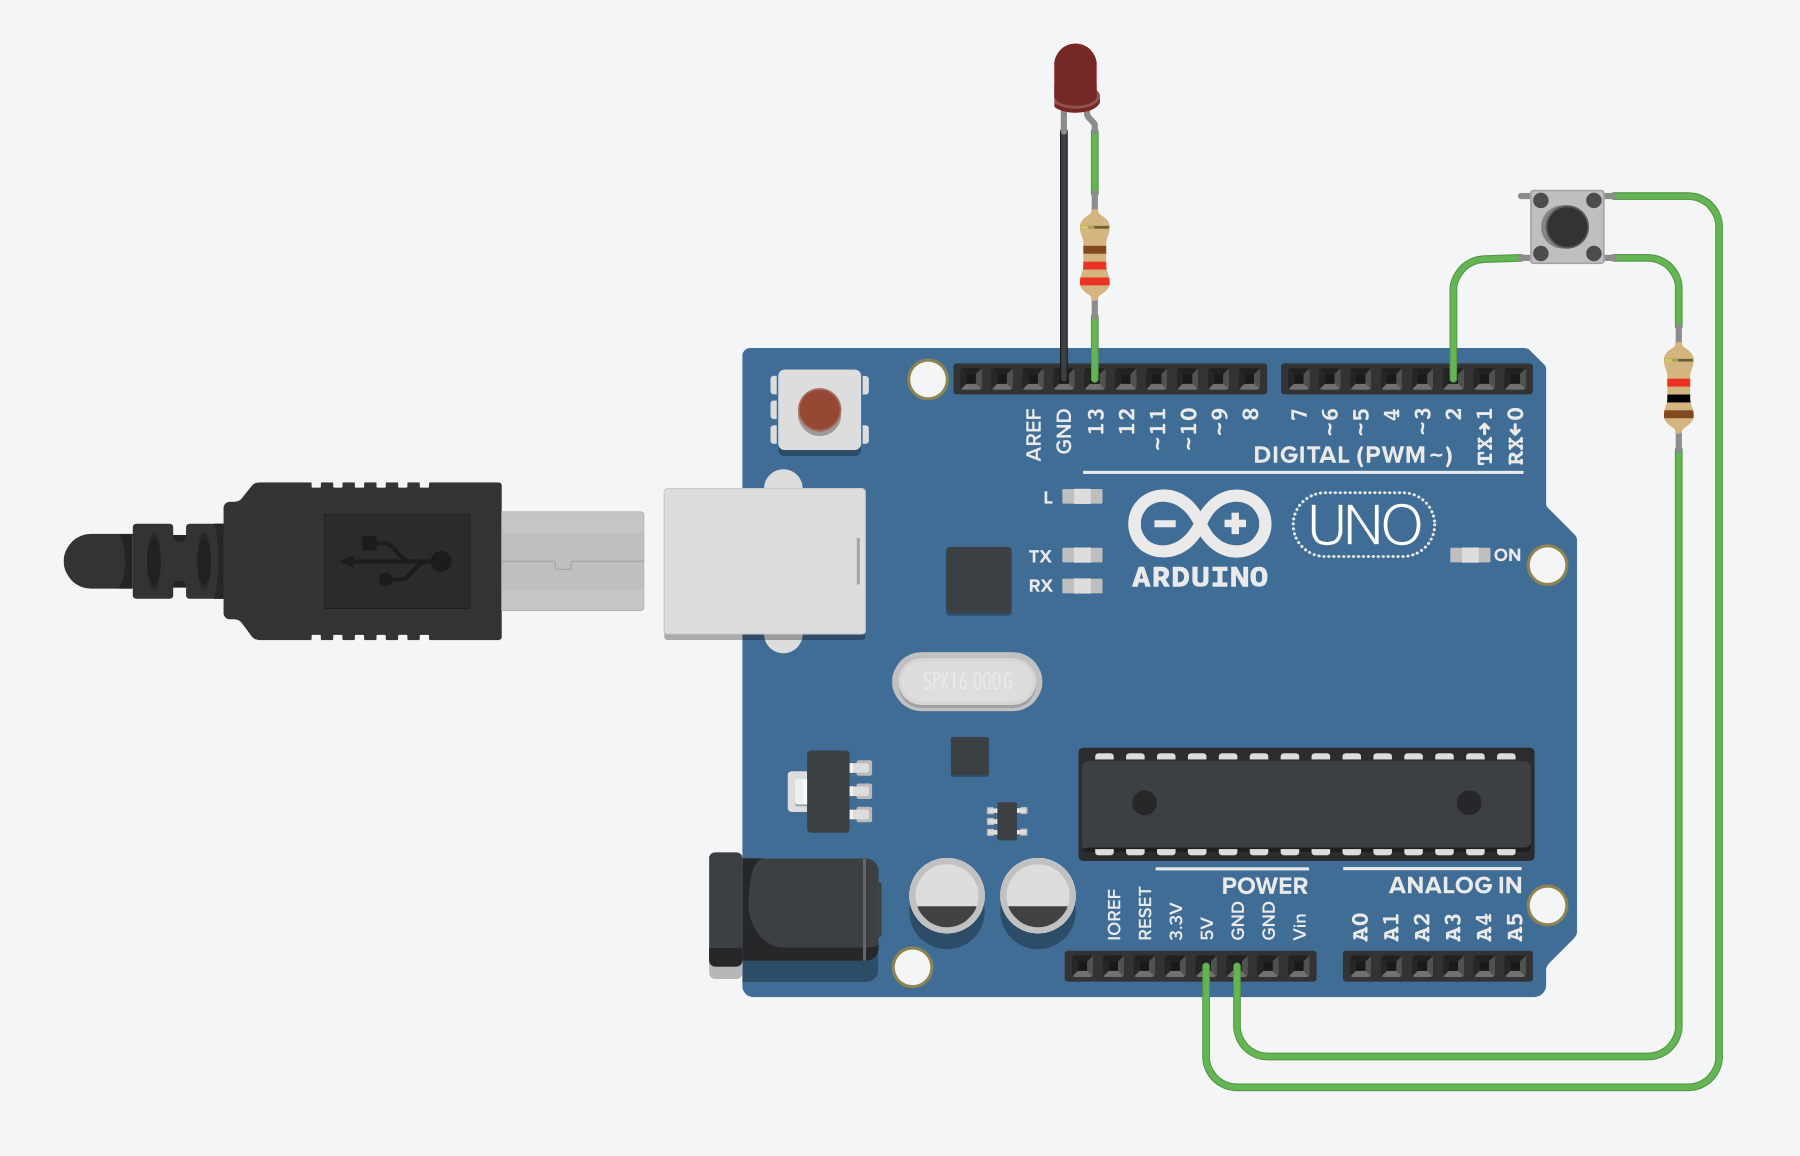 AREF
GND
13
12
~11
~10
~9
8
7
~6
~5
4
~3
2
TX→1
RX←0
DIGITAL (PWM~)
L
TX
RX
ARDUINO
UNO
ON
SPK16.000G
POWER
ANALOG IN
IOREF
RESET
3.3V
5V
GND
GND
Vin
A0
A1
A2
A3
A4
A5